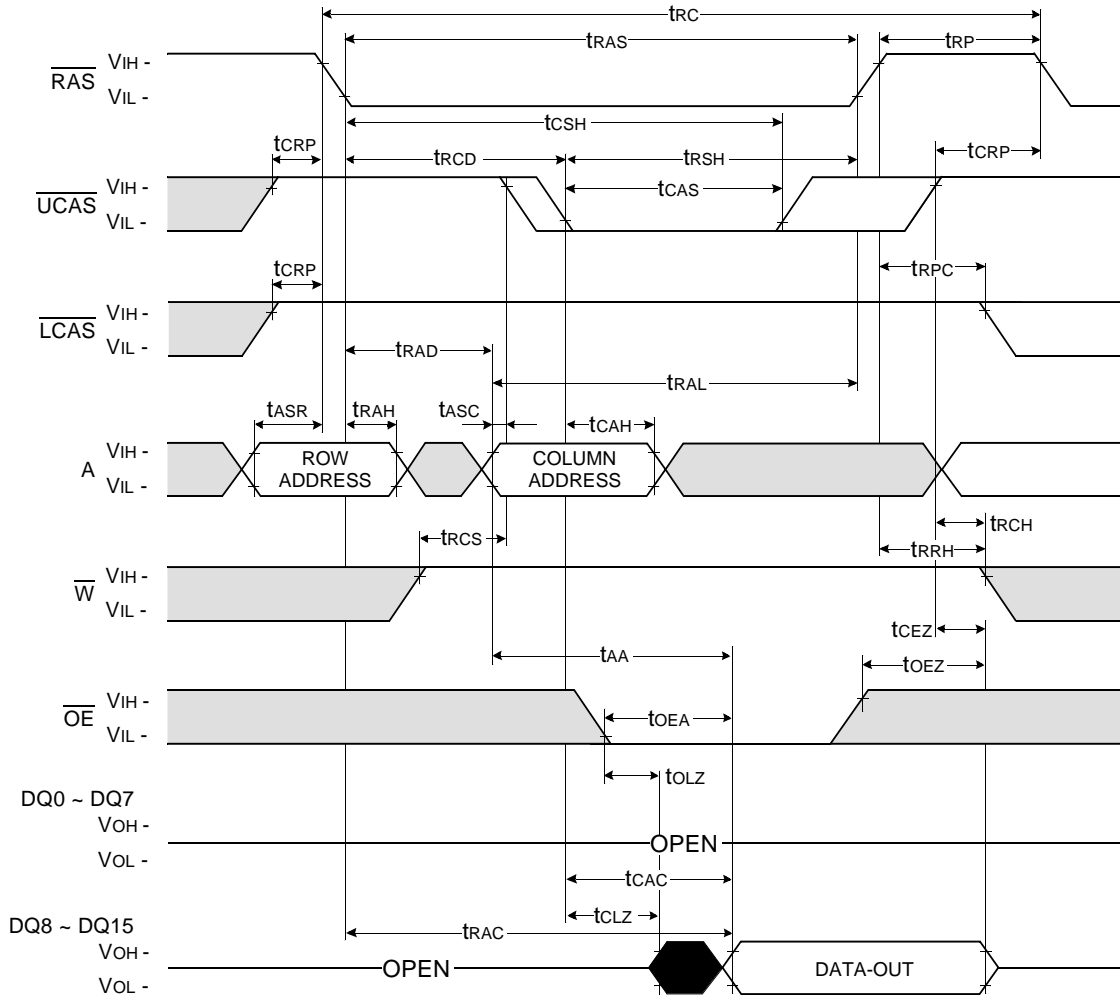 tRC
tRAS
tRP
RAS
VIH -
VIL -
tCSH
tCRP
tRCD
tRSH
tCRP
UCAS
VIH -
VIL -
tCAS
tCRP
tRPC
LCAS
VIH -
VIL -
tRAD
tRAL
tASR
tRAH
tASC
tCAH
A
VIH -
VIL -
ROW
ADDRESS
COLUMN
ADDRESS
tRCS
tRCH
tRRH
W
VIH -
VIL -
tCEZ
tAA
tOEZ
OE
VIH -
VIL -
tOEA
tOLZ
DQ0 ~ DQ7
VOH -
VOL -
OPEN
tCAC
tCLZ
DQ8 ~ DQ15
tRAC
VOH -
VOL -
OPEN
DATA-OUT